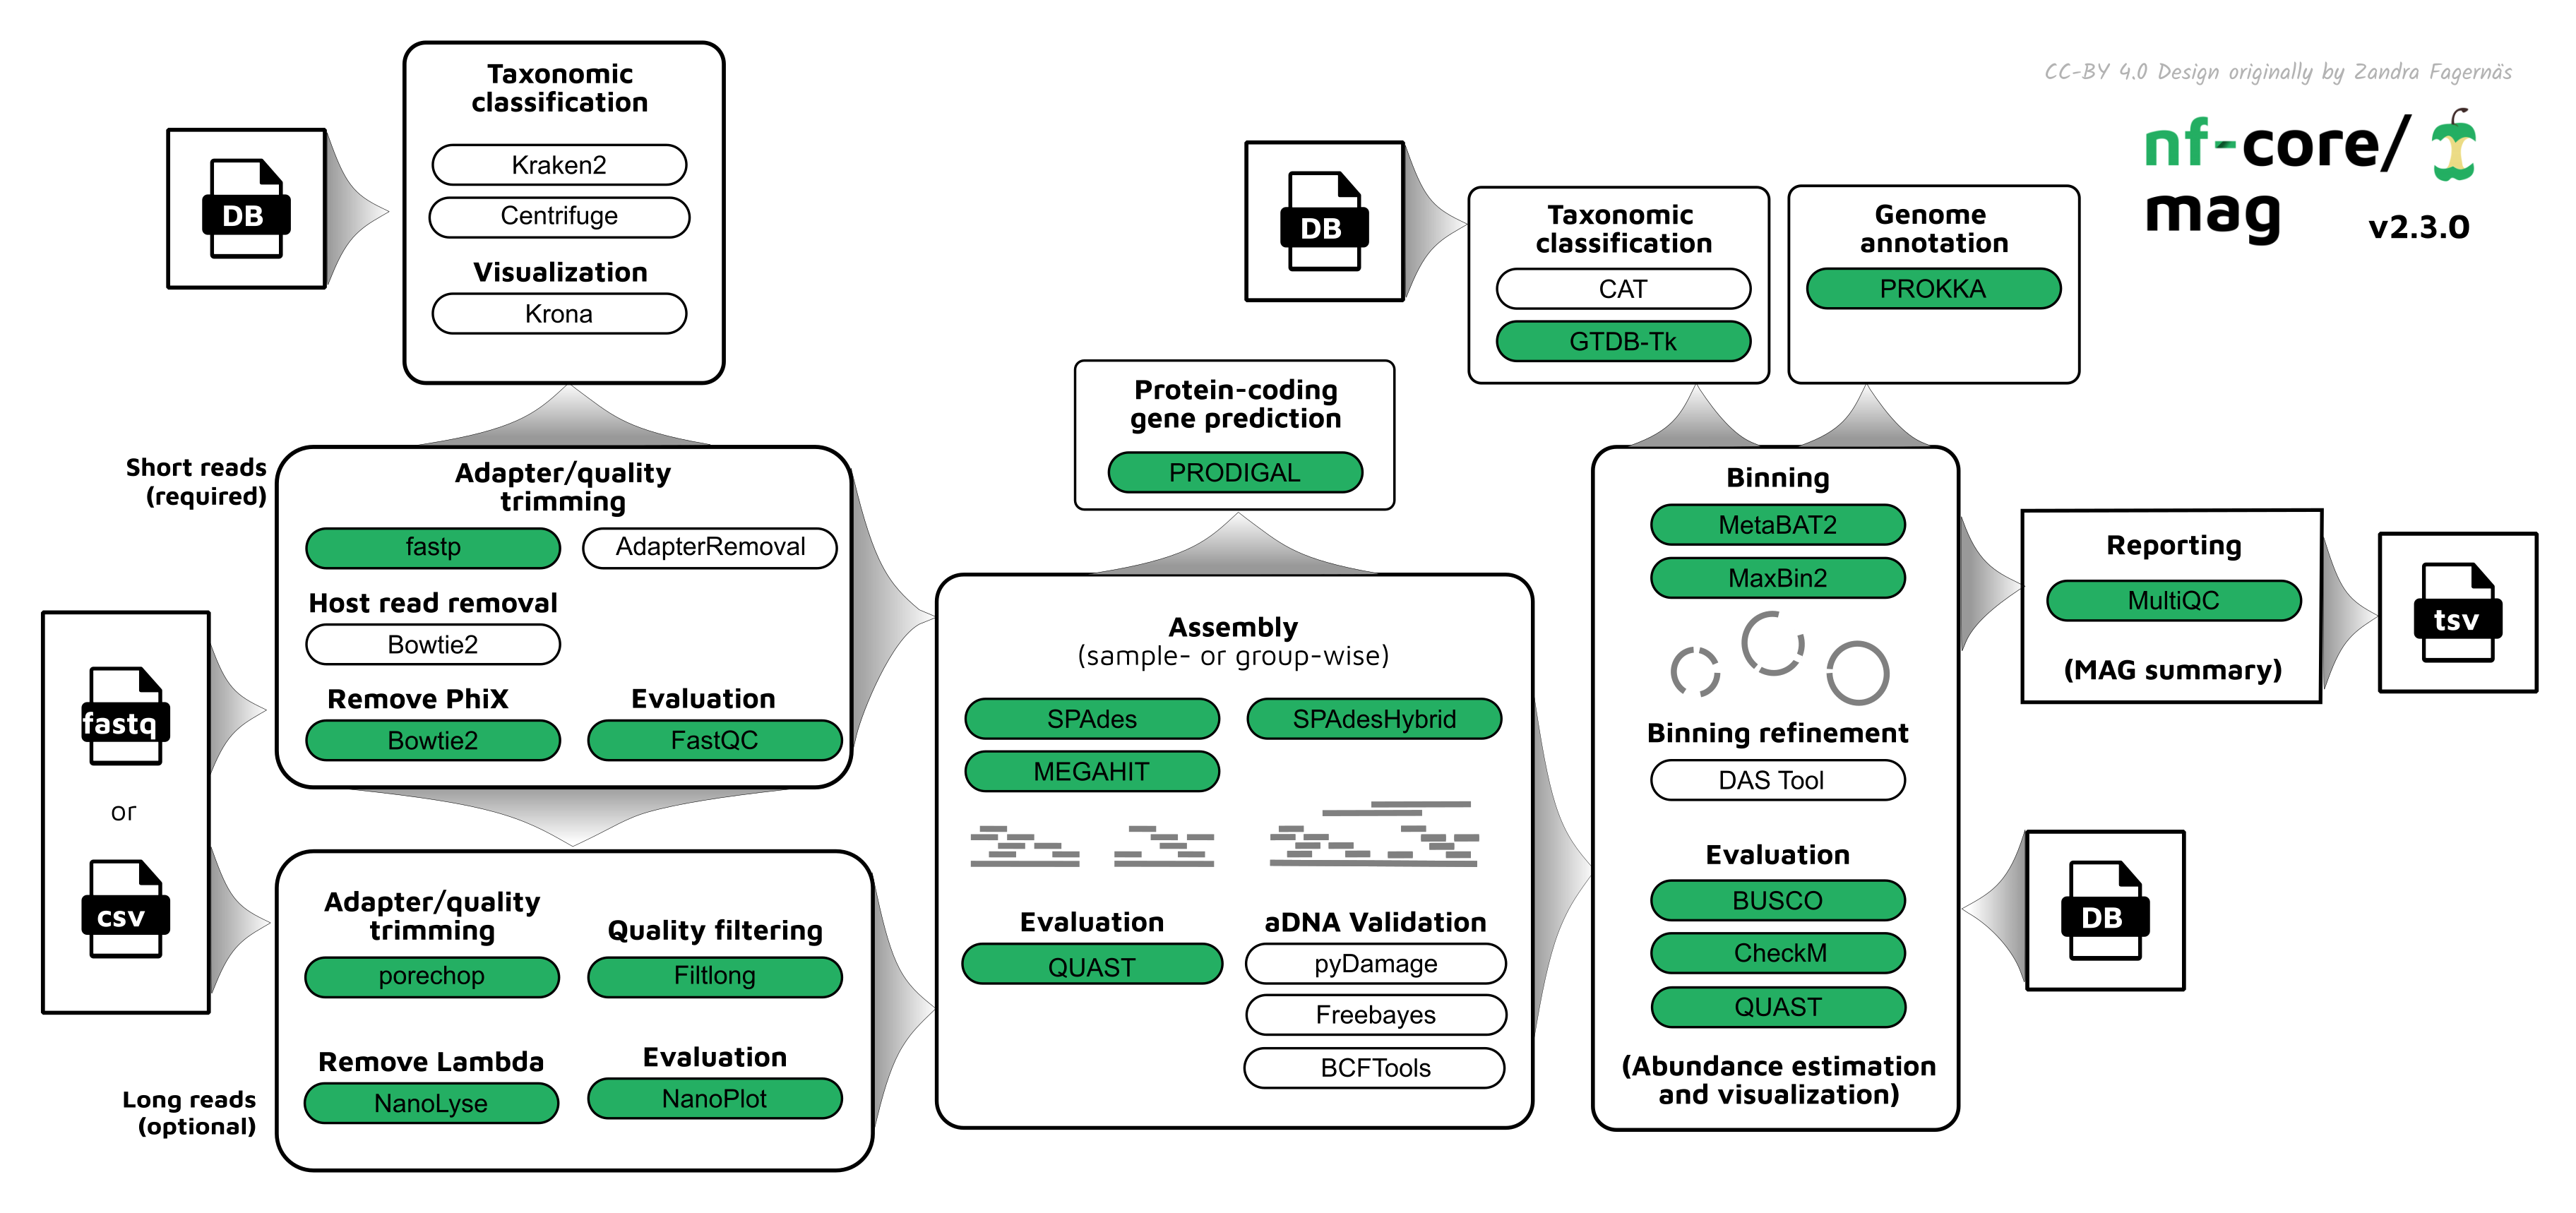 CC-BY 4.0 Design originally by Zandra Fagernäs
nf-core/
mag
v2.3.0
Taxonomic
classification
Kraken2
Centrifuge
Visualization
Krona
DB
Short reads
(required)
Adapter/quality
trimming
fastp
AdapterRemoval
Host read removal
Bowtie2
Remove PhiX
Bowtie2
Evaluation
FastQC
fastq
or
csv
Adapter/quality
trimming
porechop
Quality filtering
Filtlong
Remove Lambda
NanoLyse
Evaluation
NanoPlot
Long reads
(optional)
Protein-coding
gene prediction
PRODIGAL
Assembly
(sample- or group-wise)
SPAdes
SPAdesHybrid
MEGAHIT
Evaluation
QUAST
aDNA Validation
pyDamage
Freebayes
BCFTools
DB
Taxonomic
classification
CAT
GTDB-Tk
Genome
annotation
PROKKA
Binning
MetaBAT2
MaxBin2
Binning refinement
DAS Tool
Evaluation
BUSCO
CheckM
QUAST
(Abundance estimation
and visualization)
Reporting
MultiQC
(MAG summary)
tsv
DB